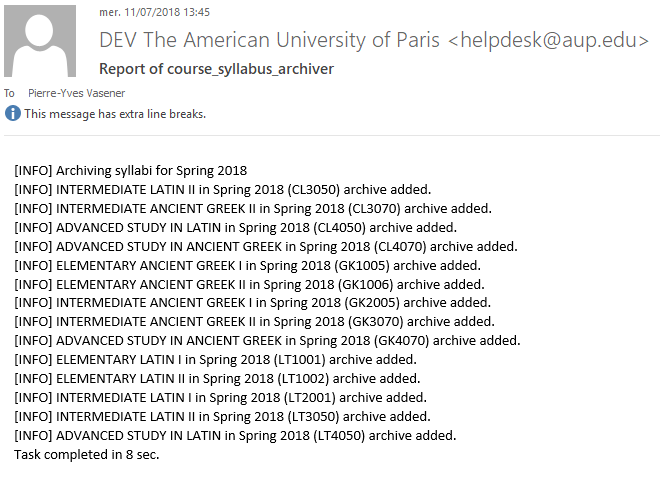 mer. 11/07/2018 13:45
DEV The American University of Paris <helpdesk@aup.edu>
Report of course_syllabus_archiver
To Pierre-Yves Vasener
This message has extra line breaks.
[INFO] Archiving syllabi for Spring 2018
[INFO] INTERMEDIATE LATIN II in Spring 2018 (CL3050) archive added.
[INFO] INTERMEDIATE ANCIENT GREEK II in Spring 2018 (CL3070) archive added.
[INFO] ADVANCED STUDY IN LATIN in Spring 2018 (CL4050) archive added.
[INFO] ADVANCED STUDY IN ANCIENT GREEK in Spring 2018 (CL4070) archive added.
[INFO] ELEMENTARY ANCIENT GREEK I in Spring 2018 (GK1005) archive added.
[INFO] ELEMENTARY ANCIENT GREEK II in Spring 2018 (GK1006) archive added.
[INFO] INTERMEDIATE ANCIENT GREEK I in Spring 2018 (GK2005) archive added.
[INFO] INTERMEDIATE ANCIENT GREEK II in Spring 2018 (GK3070) archive added.
[INFO] ADVANCED STUDY IN ANCIENT GREEK in Spring 2018 (GK4070) archive added.
[INFO] ELEMENTARY LATIN I in Spring 2018 (LT1001) archive added.
[INFO] ELEMENTARY LATIN II in Spring 2018 (LT1002) archive added.
[INFO] INTERMEDIATE LATIN I in Spring 2018 (LT2001) archive added.
[INFO] INTERMEDIATE LATIN II in Spring 2018 (LT3050) archive added.
[INFO] ADVANCED STUDY IN LATIN in Spring 2018 (LT4050) archive added.
Task completed in 8 sec.